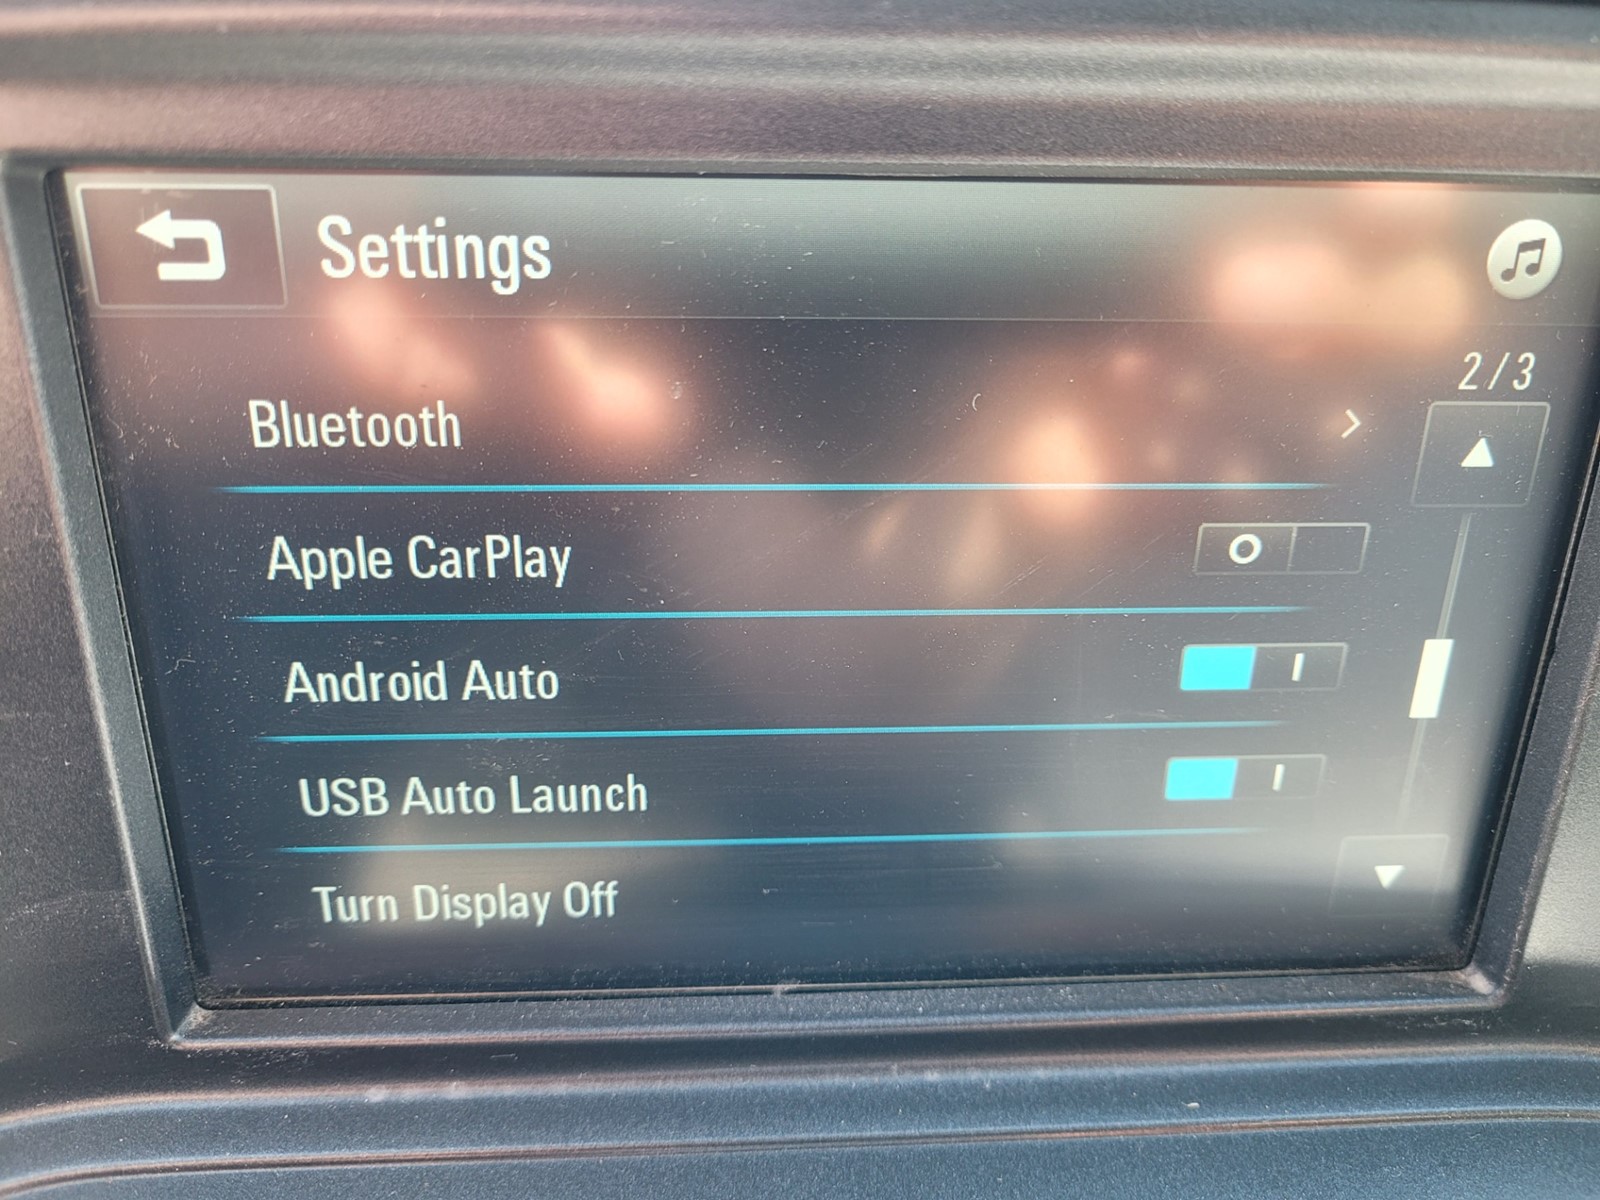 Settings
2/3
Bluetooth
Apple CarPlay
Android Auto
USB Auto Launch
Turn Display Off